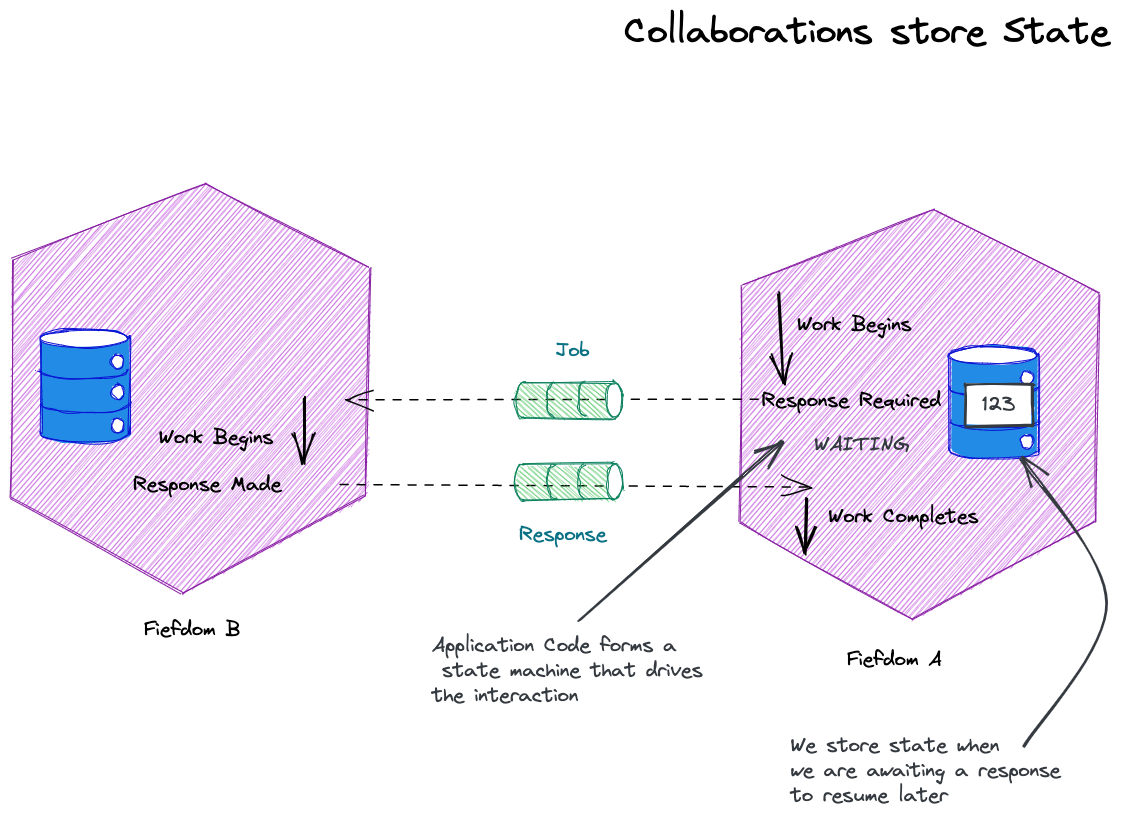 Collaborations store State
Job
Work Begins
Response Required
123
WAITING
Work Begins
Response Made
Response
Work Completes
Fiefdom B
Application Code forms a
state machine that drives
the interaction
Fiefdom A
We store state when
we are awaiting a response
to resume later